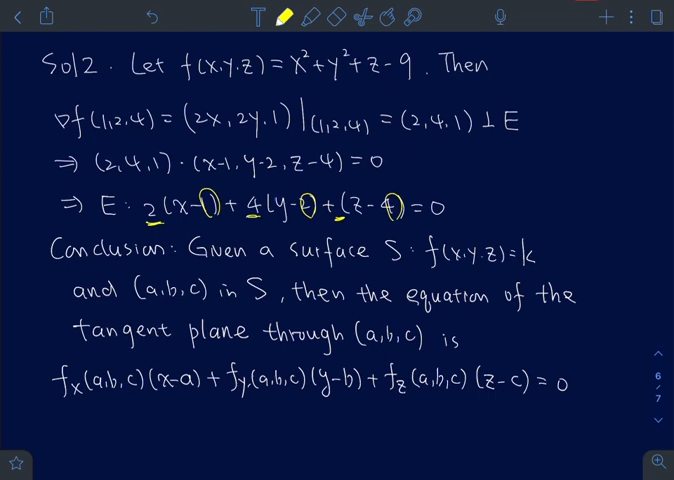 Sol 2. Let f(x,y,z) = x² + y² + z - 9. Then
∇f(1,2,4) = (2x, 2y, 1)|(1,2,4) = (2,4,1) ⊥ E
⇒ (2,4,1)·(x-1, y-2, z-4) = 0
⇒ E: 2(x-1) + 4(y-2) + (z-4) = 0
Conclusion: Given a surface S: f(x,y,z) = k
and (a,b,c) in S, then the equation of the
tangent plane through (a,b,c) is
fx(a,b,c)(x-a) + fy(a,b,c)(y-b) + fz(a,b,c)(z-c) = 0
6
/
7